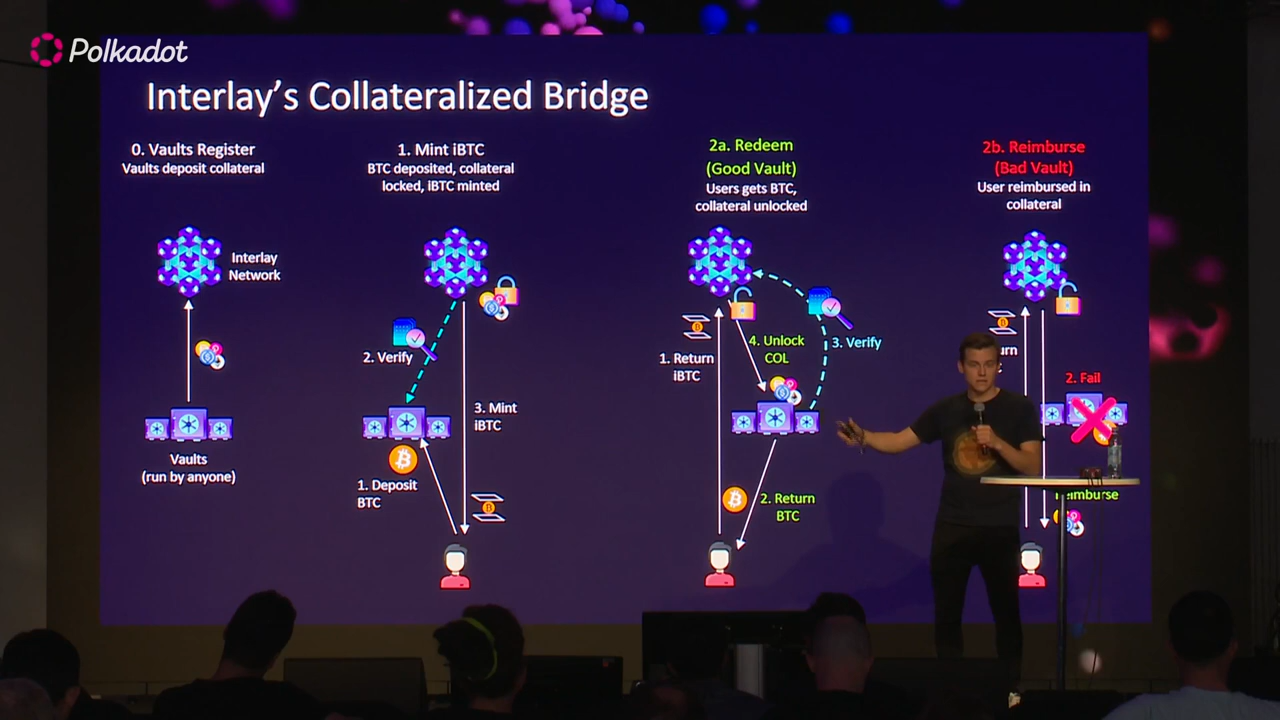 Polkadot
Interlay's Collateralized Bridge
0. Vaults Register
Vaults deposit collateral
Interlay
Network
Vaults
(run by anyone)
1. Mint iBTC
BTC deposited, collateral
locked, iBTC minted
2. Verify
3. Mint
iBTC
1. Deposit
BTC
2a. Redeem
(Good Vault)
Users gets BTC,
collateral unlocked
1. Return
iBTC
4. Unlock
COL
3. Verify
2. Return
BTC
2b. Reimburse
(Bad Vault)
User reimbursed in
collateral
2. Fail